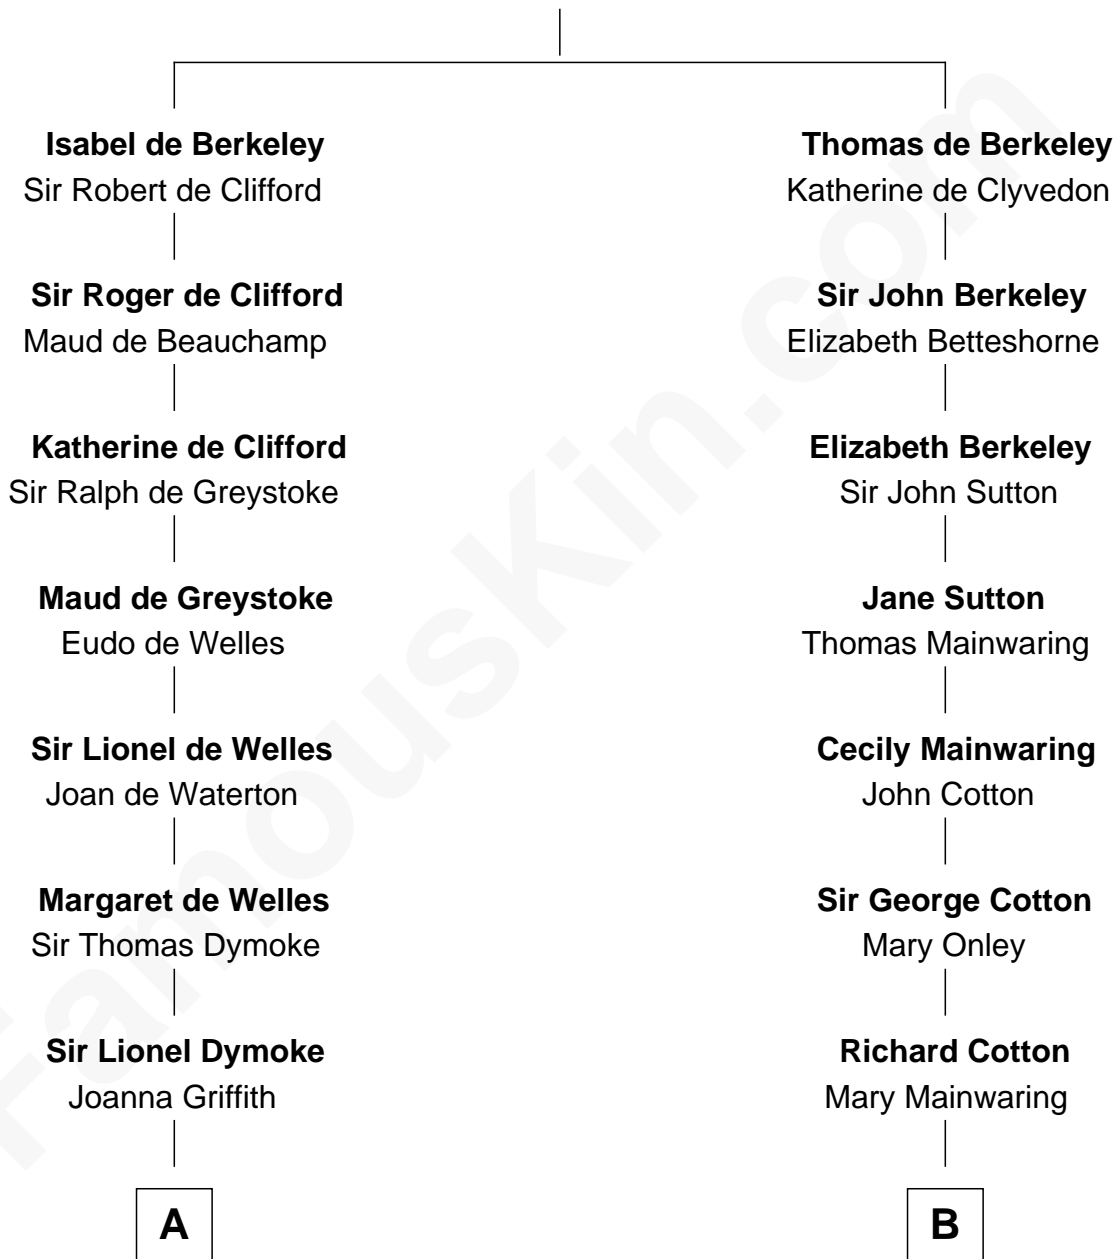 Isabel de Berkeley
Sir Robert de Clifford
Sir Roger de Clifford
Maud de Beauchamp
Katherine de Clifford
Sir Ralph de Greystoke
Maud de Greystoke
Eudo de Welles
Sir Lionel de Welles
Joan de Waterton
Margaret de Welles
Sir Thomas Dymoke
Sir Lionel Dymoke
Joanna Griffith
A
Thomas de Berkeley
Katherine de Clyvedon
Sir John Berkeley
Elizabeth Betteshorne
Elizabeth Berkeley
Sir John Sutton
Jane Sutton
Thomas Mainwaring
Cecily Mainwaring
John Cotton
Sir George Cotton
Mary Onley
Richard Cotton
Mary Mainwaring
B
FamousKin.com